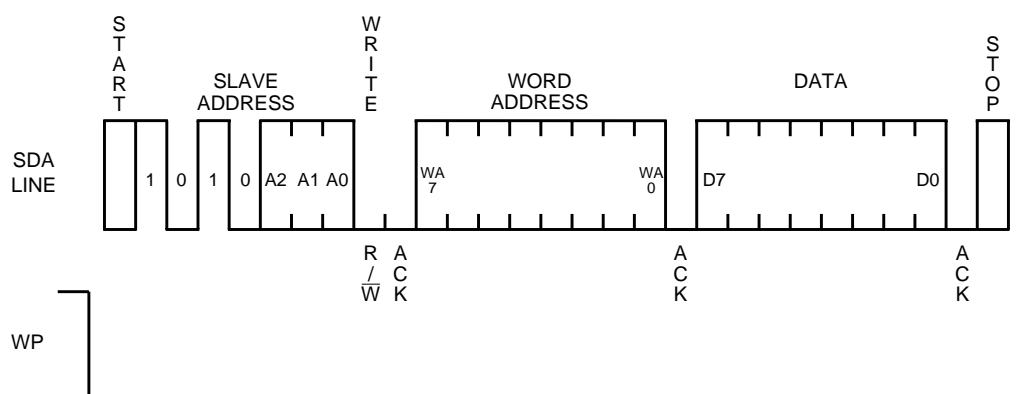 START
WRITE
STOP
SLAVE
ADDRESS
WORD
ADDRESS
DATA
SDA
LINE
1 0 1 0 A2 A1 A0
WA
7
WA
0
D7 D0
R/W
ACK
ACK
ACK
WP